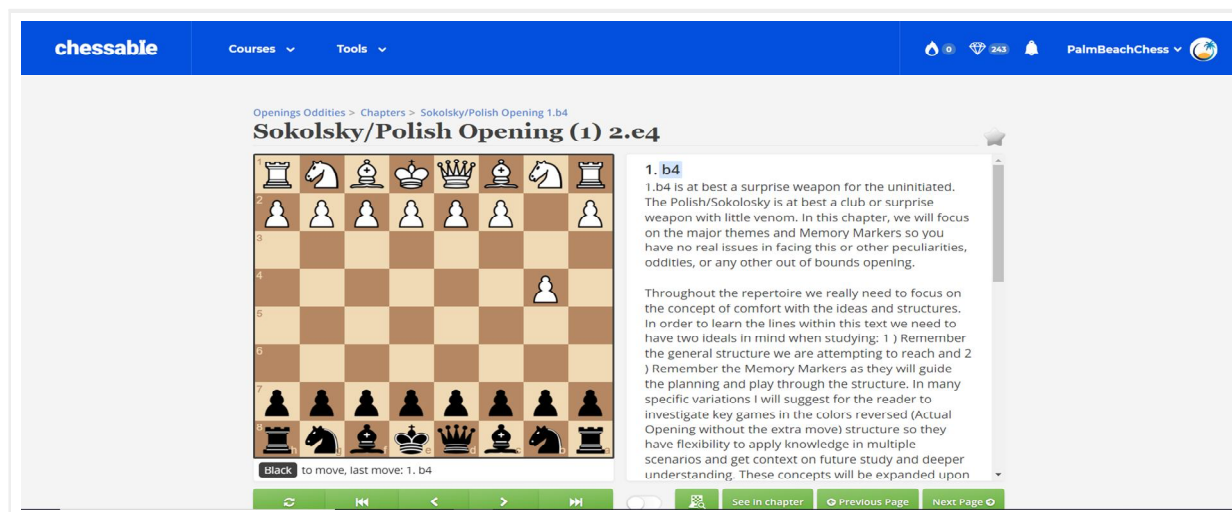 chessable
Courses
Tools
0
243
PalmBeachChess
Openings Oddities > Chapters > Sokolsky/Polish Opening 1.b4
Sokolsky/Polish Opening (1) 2.e4
1
2
3
4
5
6
7
8
h g f e d c b a
Black to move, last move: 1. b4
1. b4
1.b4 is at best a surprise weapon for the uninitiated.
The Polish/Sokolosky is at best a club or surprise
weapon with little venom. In this chapter, we will focus
on the major themes and Memory Markers so you
have no real issues in facing this or other peculiarities,
oddities, or any other out of bounds opening.
Throughout the repertoire we really need to focus on
the concept of comfort with the ideas and structures.
In order to learn the lines within this text we need to
have two ideals in mind when studying: 1 ) Remember
the general structure we are attempting to reach and 2
) Remember the Memory Markers as they will guide
the planning and play through the structure. In many
specific variations I will suggest for the reader to
investigate key games in the colors reversed (Actual
Opening without the extra move) structure so they
have flexibility to apply knowledge in multiple
scenarios and get context on future study and deeper
understanding. These concepts will be expanded upon
See in chapter
Previous Page
Next Page